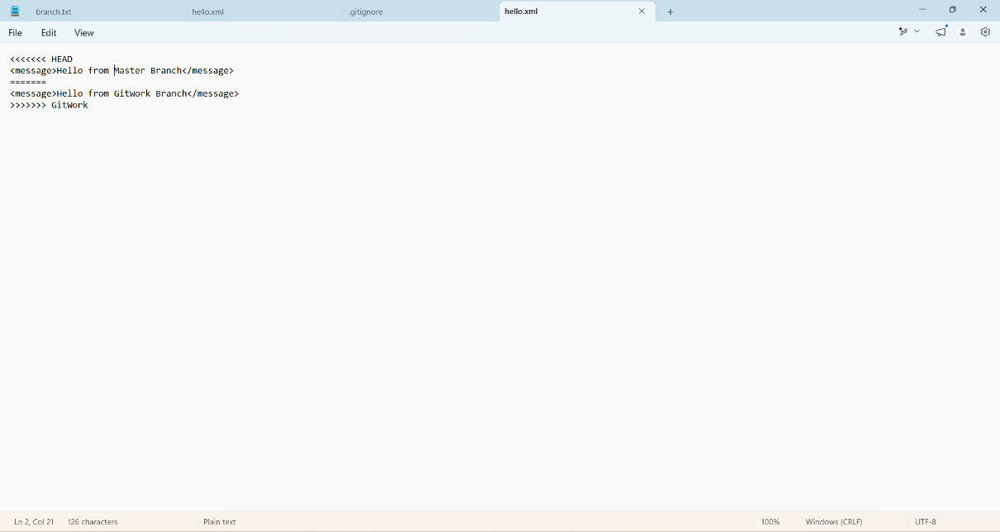 branch.txt hello.xml .gitignore hello.xml
File Edit View
<<<<<<< HEAD
<message>Hello from Master Branch</message>
=======
<message>Hello from GitWork Branch</message>
>>>>>>> GitWork
Ln 2, Col 21 126 characters Plain text 100% Windows (CRLF) UTF-8